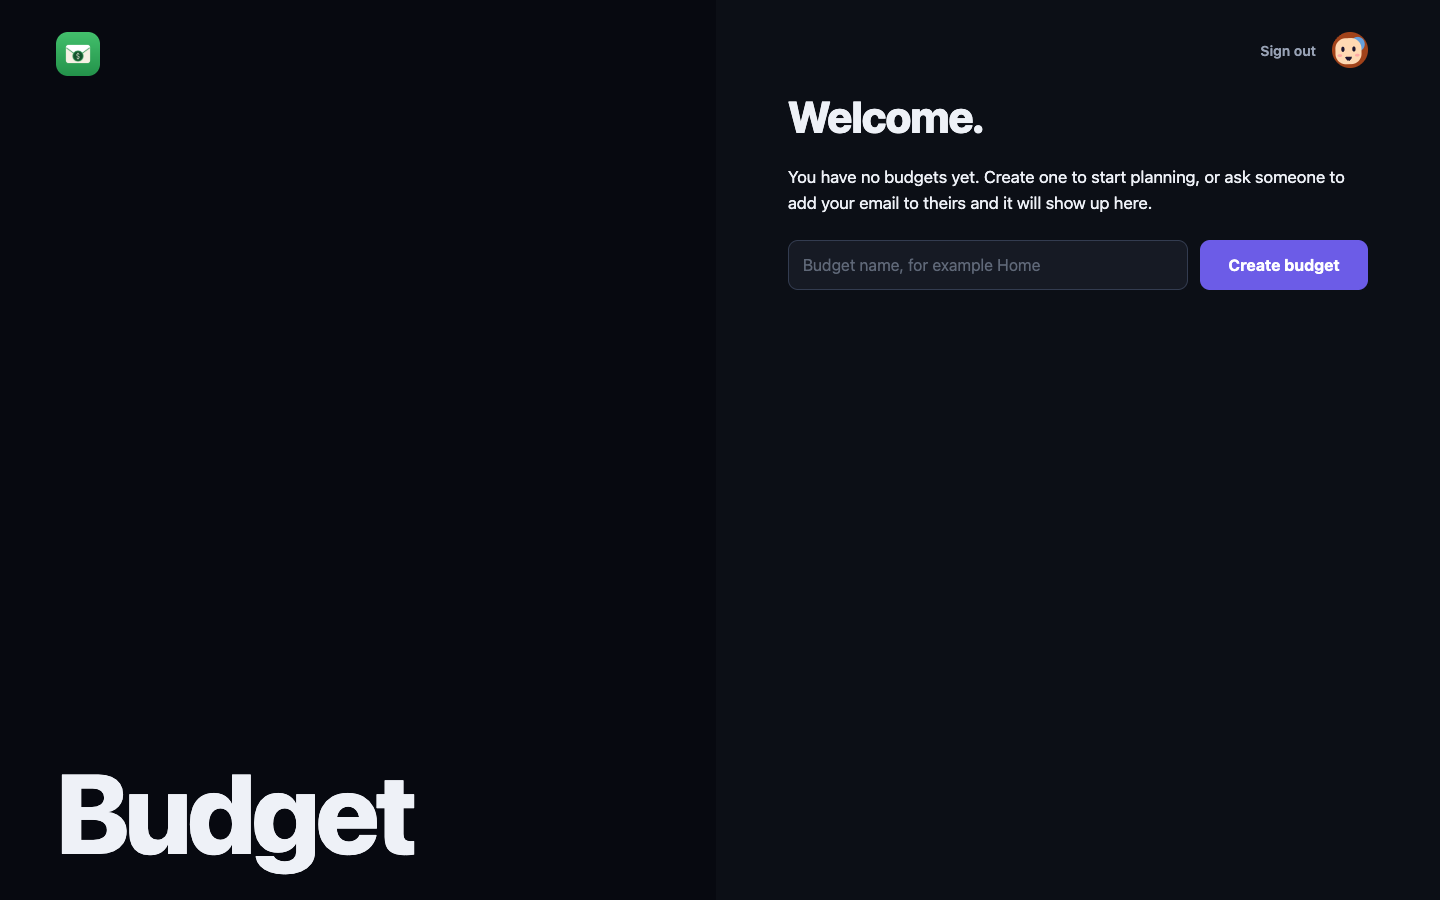 Sign out
Welcome.
You have no budgets yet. Create one to start planning, or ask someone to
add your email to theirs and it will show up here.
Budget name, for example Home
Create budget
Budget